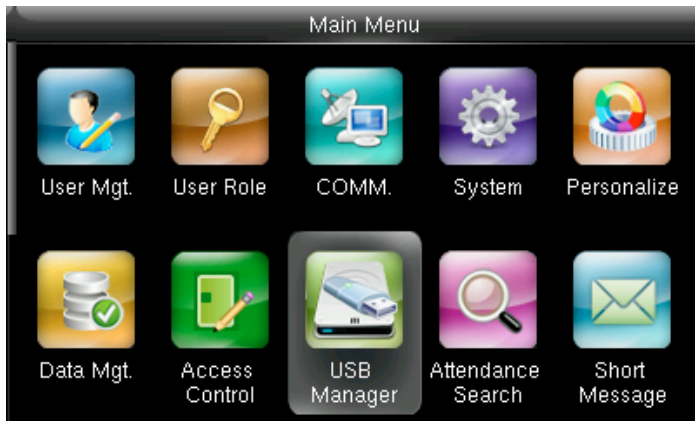 Main Menu
User Mgt.
User Role
COMM.
System
Personalize
Data Mgt.
Access
Control
USB
Manager
Attendance
Search
Short
Message